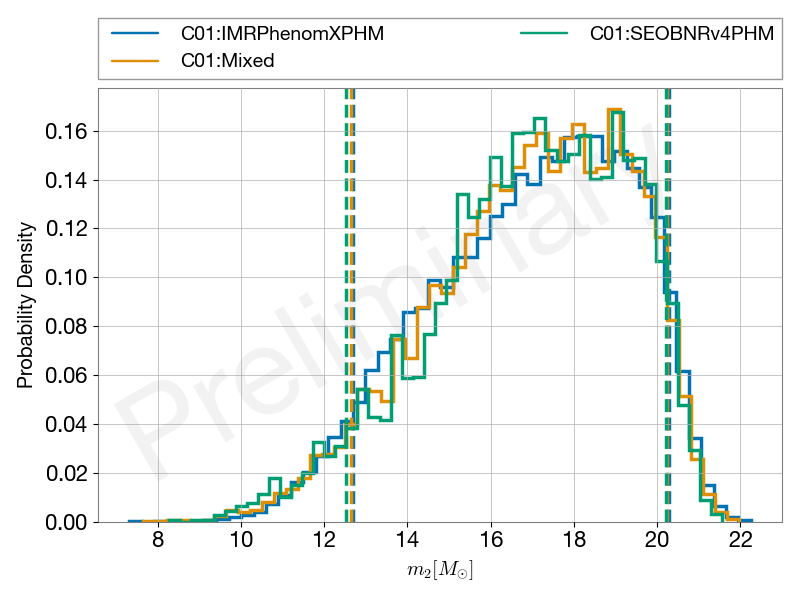 C01:IMRPhenomXPHM C01:SEOBNRv4PHM
C01:Mixed
Preliminary
Probability Density
0.16
0.14
0.12
0.10
0.08
0.06
0.04
0.02
0.00
8 10 12 14 16 18 20 22
m₂[M⊙]